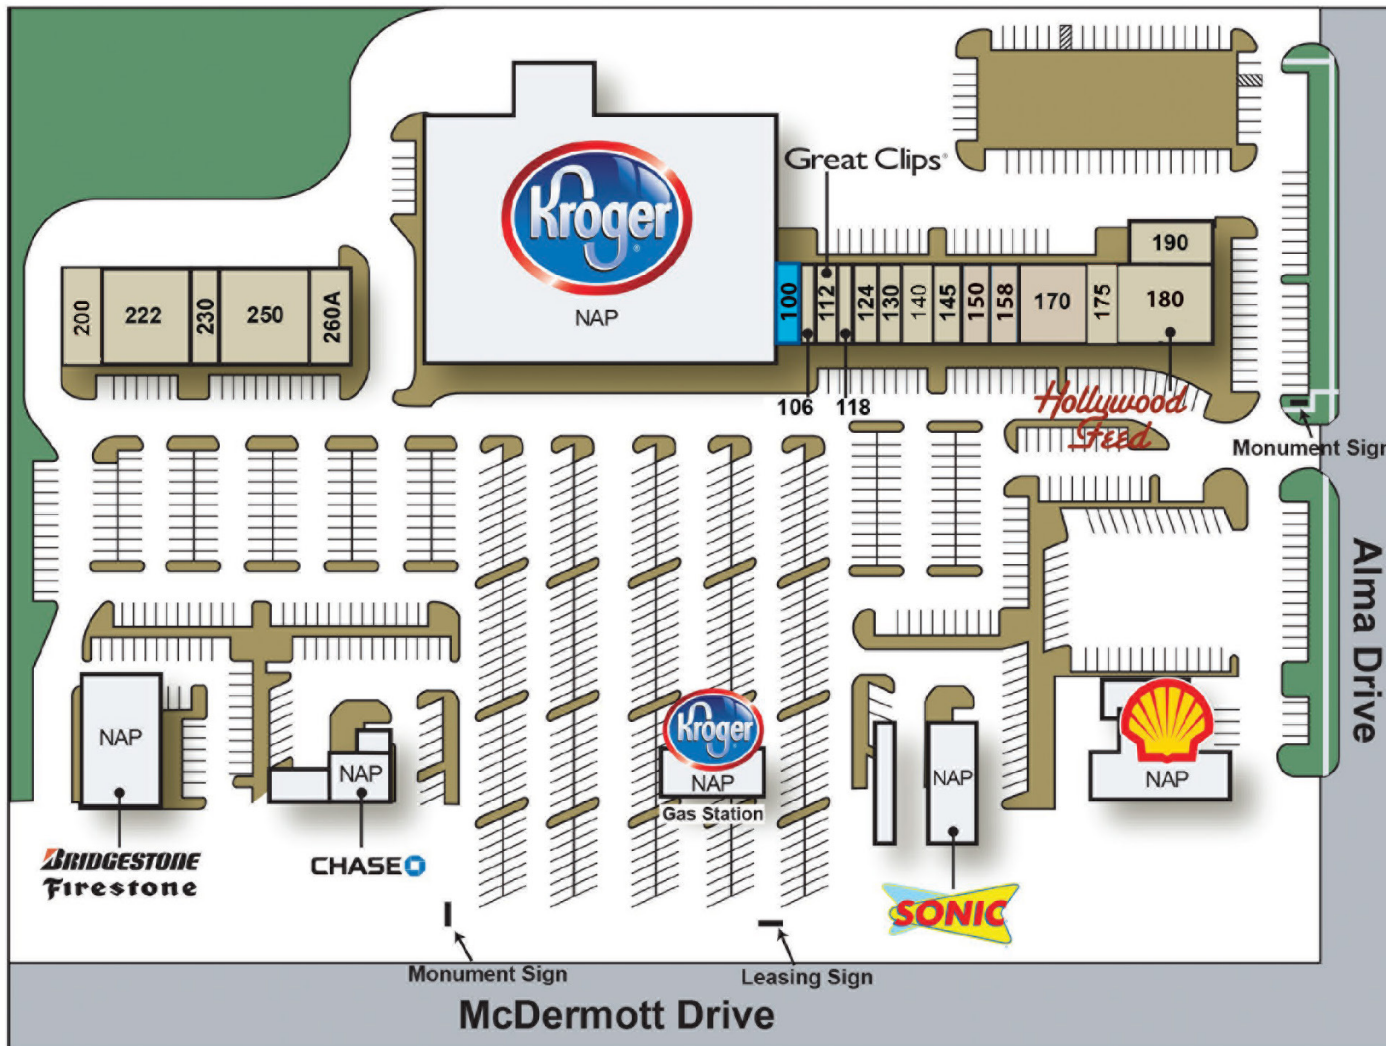 Great Clips®
Kroger
NAP
190
200
222
230
250
260A
100
112
124
130
140
145
150
158
170
175
180
106
118
Hollywood
Feed
Monument Sign
Alma Drive
Kroger
NAP
Gas Station
NAP
NAP
NAP
NAP
BRIDGESTONE
Firestone
CHASE
SONIC
Monument Sign
Leasing Sign
McDermott Drive